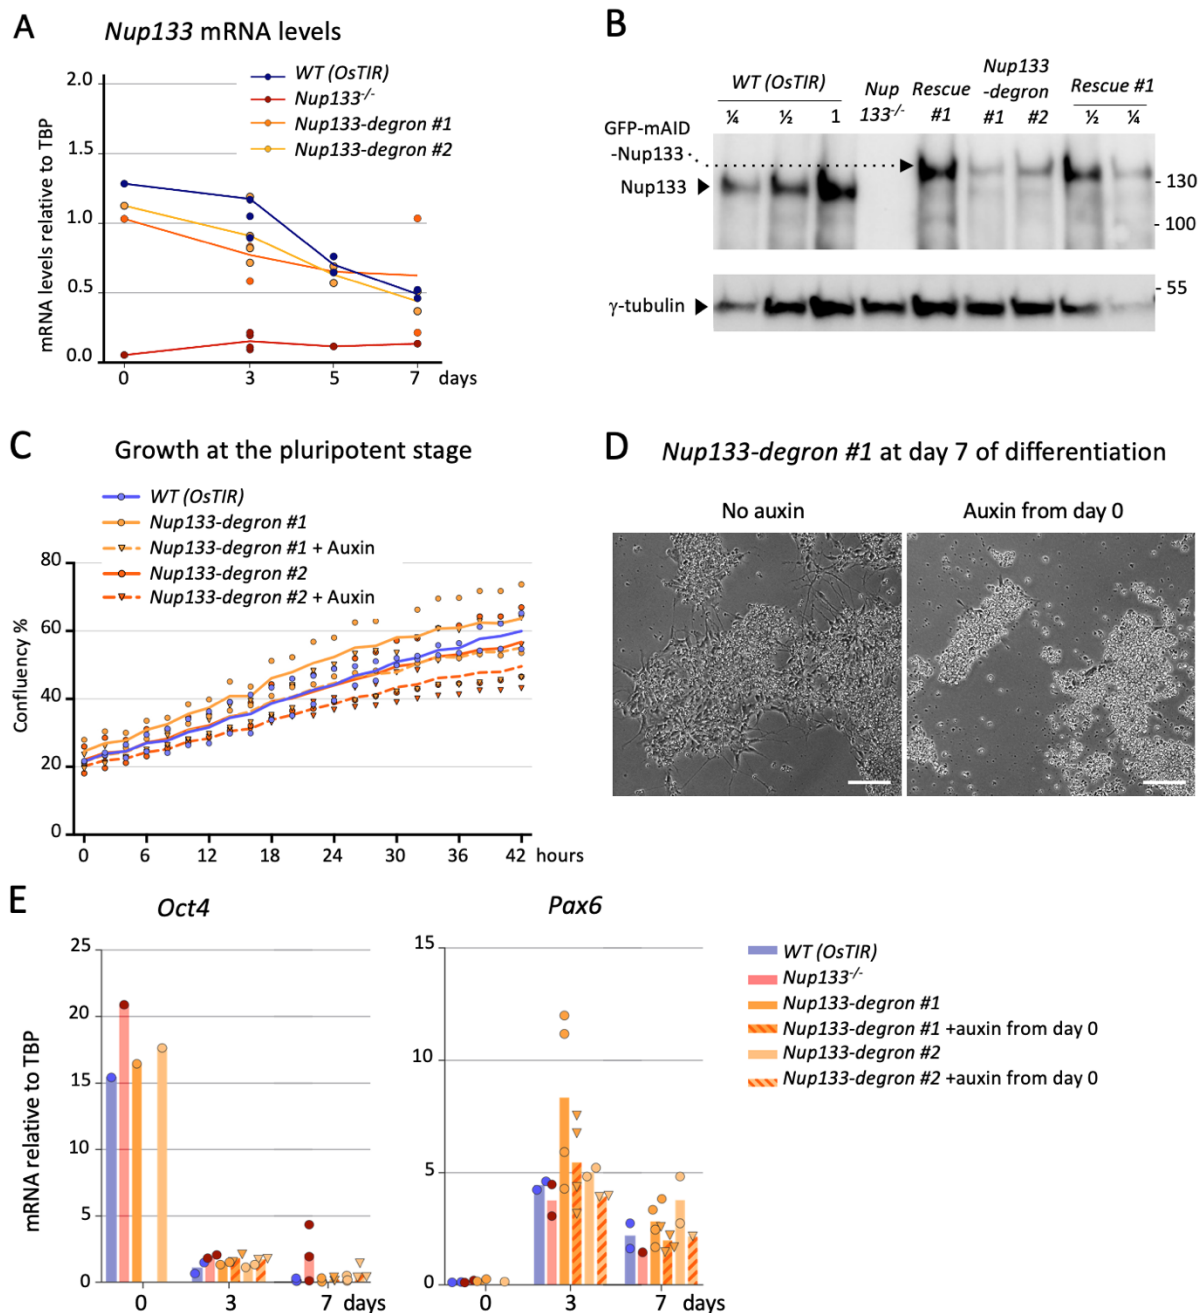 A
Nup133 mRNA levels
mRNA levels relative to TBP
2.0
1.5
1.0
0.5
0.0
WT (OsTIR)
Nup133-/-
Nup133-degron #1
Nup133-degron #2
0 3 5 7 days
B
WT (OsTIR)
Nup
133-/-
Rescue
#1
Nup133
-degron
#1 #2
Rescue #1
¼ ½ 1
½ ¼
GFP-mAID
-Nup133
Nup133
- 130
- 100
γ-tubulin
- 55
C
Growth at the pluripotent stage
WT (OsTIR)
Nup133-degron #1
Nup133-degron #1 + Auxin
Nup133-degron #2
Nup133-degron #2 + Auxin
Confluency %
80
60
40
20
0
0 6 12 18 24 30 36 42 hours
D
Nup133-degron #1 at day 7 of differentiation
No auxin
Auxin from day 0
E
Oct4
mRNA relative to TBP
25
20
15
10
5
0
0 3 7 days
Pax6
15
10
5
0
0 3 7 days
WT (OsTIR)
Nup133-/-
Nup133-degron #1
Nup133-degron #1 +auxin from day 0
Nup133-degron #2
Nup133-degron #2 +auxin from day 0